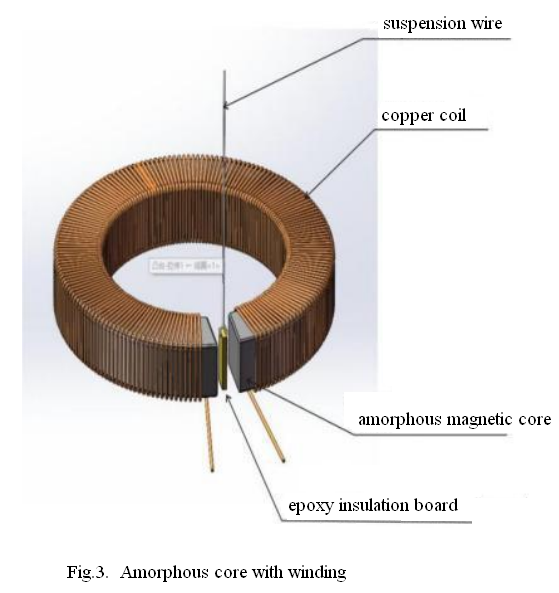 suspension wire
copper coil
amorphous magnetic core
epoxy insulation board
Fig.3. Amorphous core with winding